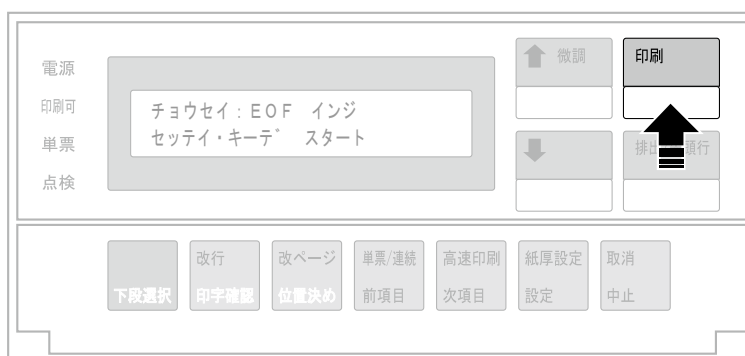 電源
印刷可
単票
点検
チョウセイ：EOF インジ
セッテイ・キーデ゛ スタート
微調
印刷
排出
頭行
改行
改ページ
単票/連続
高速印刷
紙厚設定
取消
下段選択
印字確認
位置決め
前項目
次項目
設定
中止